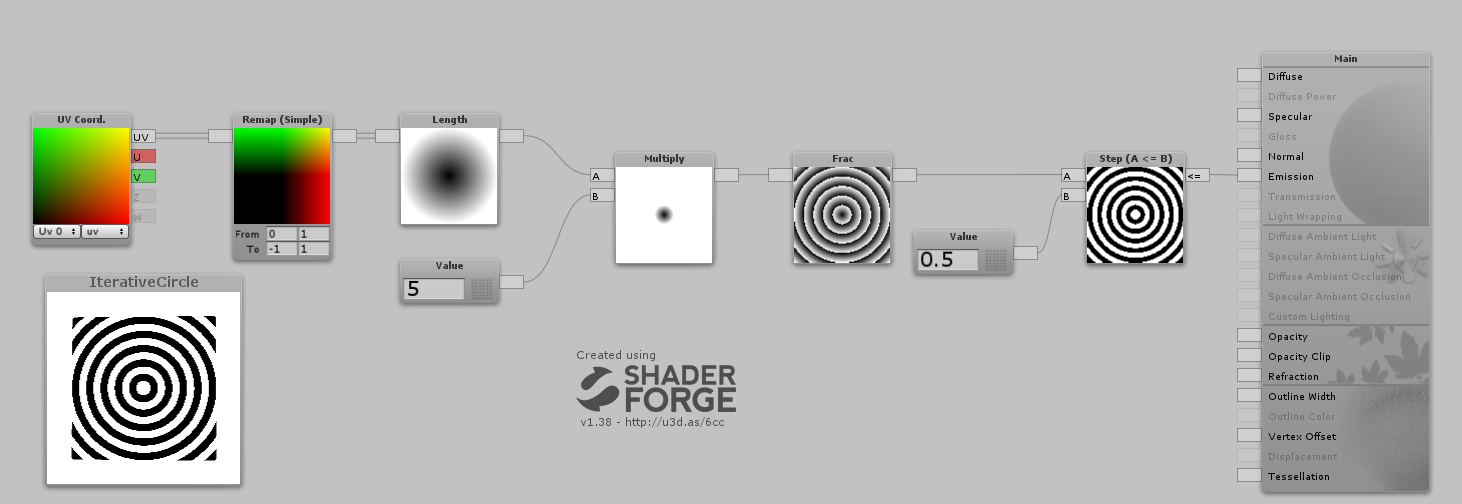 Main
Diffuse
Diffuse Power
Specular
Gloss
Normal
Emission
Transmission
Light Wrapping
Diffuse Ambient Light
Specular Ambient Light
Diffuse Ambient Occlusion
Specular Ambient Occlusion
Custom Lighting
Opacity
Opacity Clip
Refraction
Outline Width
Outline Color
Vertex Offset
Displacement
Tessellation
UV Coord.
UV
U
V
Z
W
Uv 0 uv
Remap (Simple)
From 0 1
To -1 1
Length
Value
5
Multiply
A
B
Frac
Value
0.5
Step (A <= B)
A
B
<=
IterativeCircle
Created using
SHADER
FORGE
v1.38 - http://u3d.as/6cc